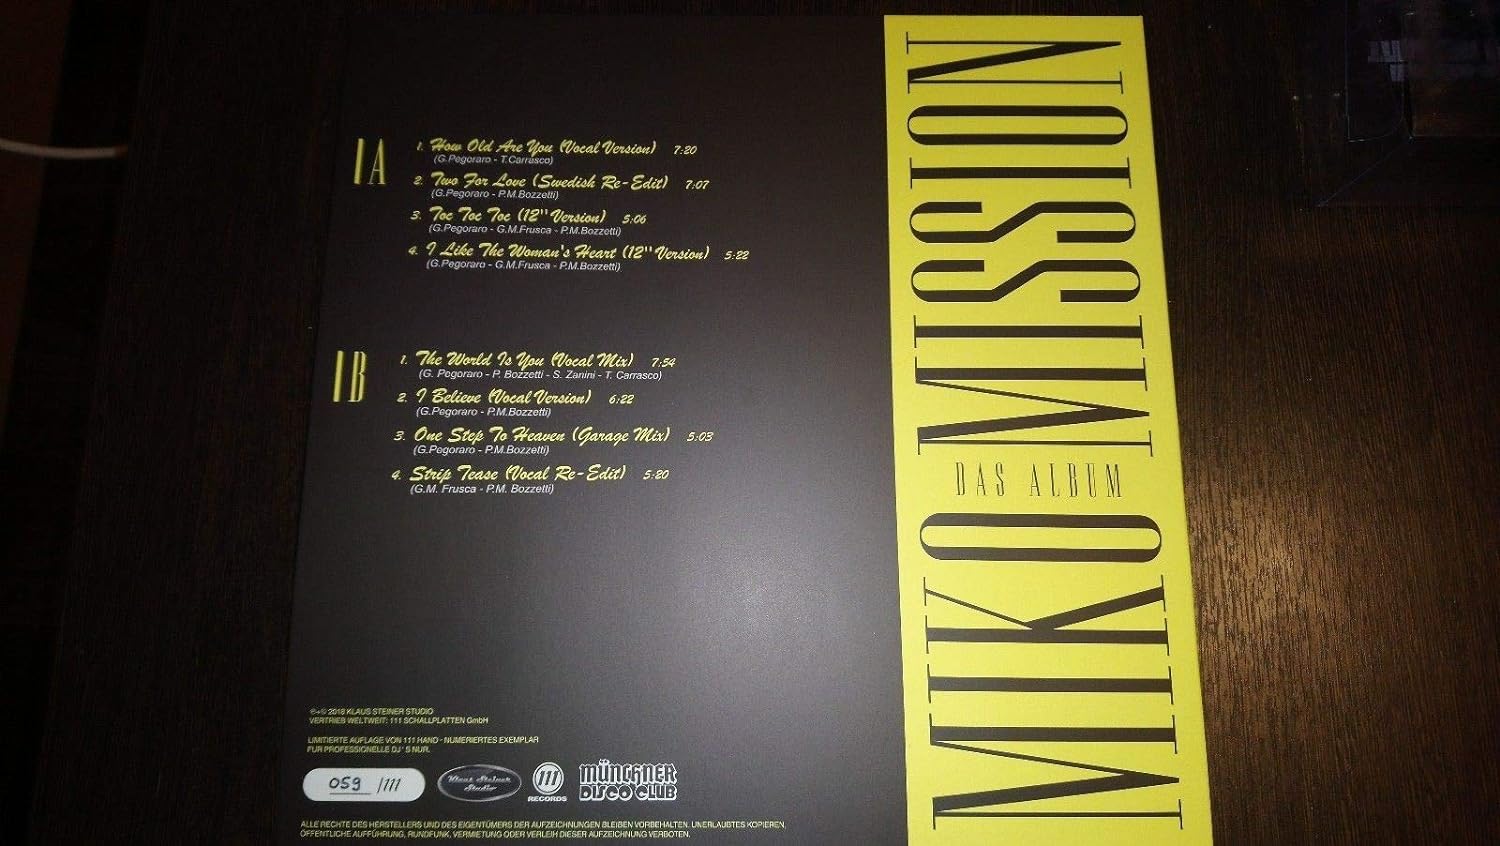 1A
1. How Old Are You (Vocal Version) 7:20
(G.Pegoraro - T.Carrasco)
2. Two For Love (Swedish Re-Edit) 7:07
(G.Pegoraro - P.M.Bozzetti)
3. Toc Toc Toc (12" Version) 5:06
(G.Pegoraro - G.M.Frusca - P.M.Bozzetti)
4. I Like The Woman's Heart (12" Version) 5:22
(G.Pegoraro - G.M.Frusca - P.M.Bozzetti)
1B
1. The World Is You (Vocal Mix) 7:54
(G. Pegoraro - P. Bozzetti - S. Zanini - T. Carrasco)
2. I Believe (Vocal Version) 6:22
(G.Pegoraro - P.M.Bozzetti)
3. One Step To Heaven (Garage Mix) 5:03
(G.Pegoraro - P.M.Bozzetti)
4. Strip Tease (Vocal Re-Edit) 5:20
(G.M. Frusca - P.M. Bozzetti)
℗+© 2018 KLAUS STEINER STUDIO
VERTRIEB WELTWEIT: 111 SCHALLPLATTEN GmbH
LIMITIERTE AUFLAGE VON 111 HAND - NUMERIERTES EXEMPLAR
FUR PROFESSIONELLE DJ'S NUR.
059 /111
Klaus Steiner
Studio
111
RECORDS
MÜNCHNER
DISCO CLUB
ALLE RECHTE DES HERSTELLERS UND DES EIGENTÜMERS DER AUFZEICHNUNGEN BLEIBEN VORBEHALTEN. UNERLAUBTES KOPIEREN,
ÖFFENTLICHE AUFFÜHRUNG, RUNDFUNK, VERMIETUNG ODER VERLEIH DIESER AUFZEICHNUNG VERBOTEN.
MIKO MISSION
DAS ALBUM